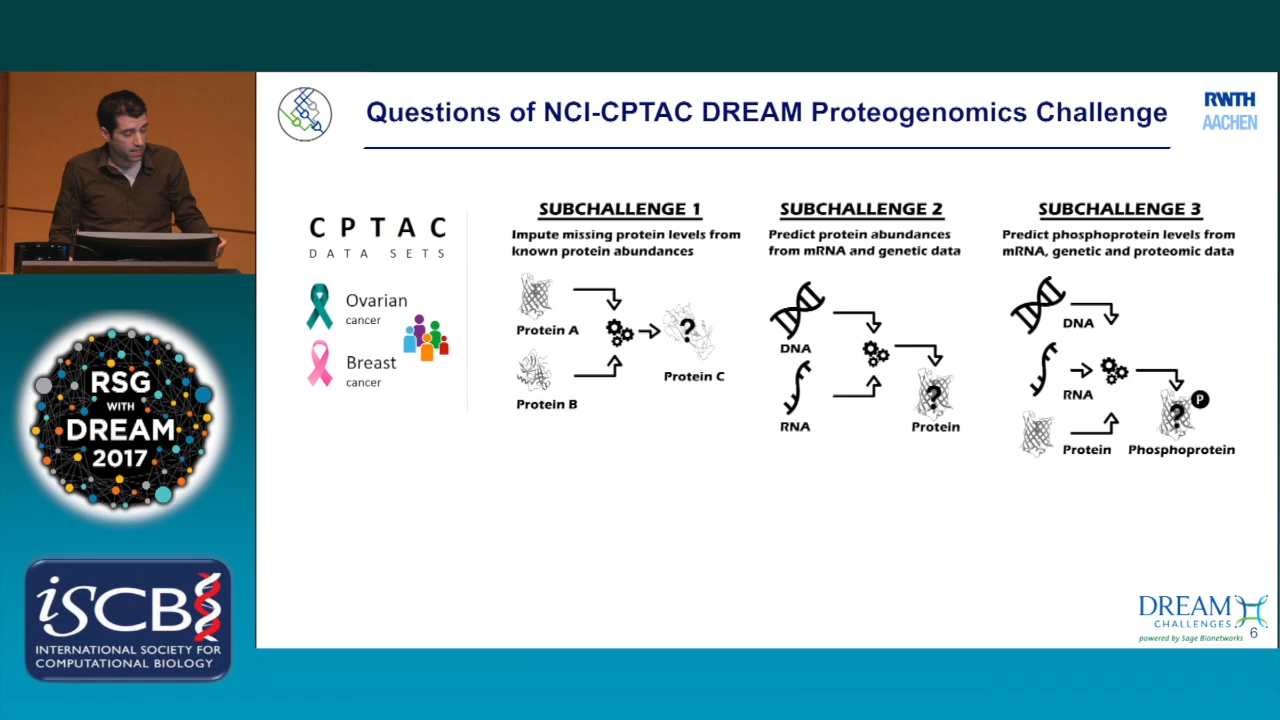 Questions of NCI-CPTAC DREAM Proteogenomics Challenge
RWTH
AACHEN
CPTAC
DATA SETS
Ovarian
cancer
Breast
cancer
SUBCHALLENGE 1
Impute missing protein levels from
known protein abundances
Protein A
Protein B
?
Protein C
SUBCHALLENGE 2
Predict protein abundances
from mRNA and genetic data
DNA
RNA
?
Protein
SUBCHALLENGE 3
Predict phosphoprotein levels from
mRNA, genetic and proteomic data
DNA
RNA
Protein
?
P
Phosphoprotein
RSG
WITH
DREAM
2017
iSCB
INTERNATIONAL SOCIETY FOR
COMPUTATIONAL BIOLOGY
DREAM
CHALLENGES
powered by Sage Bionetworks
6